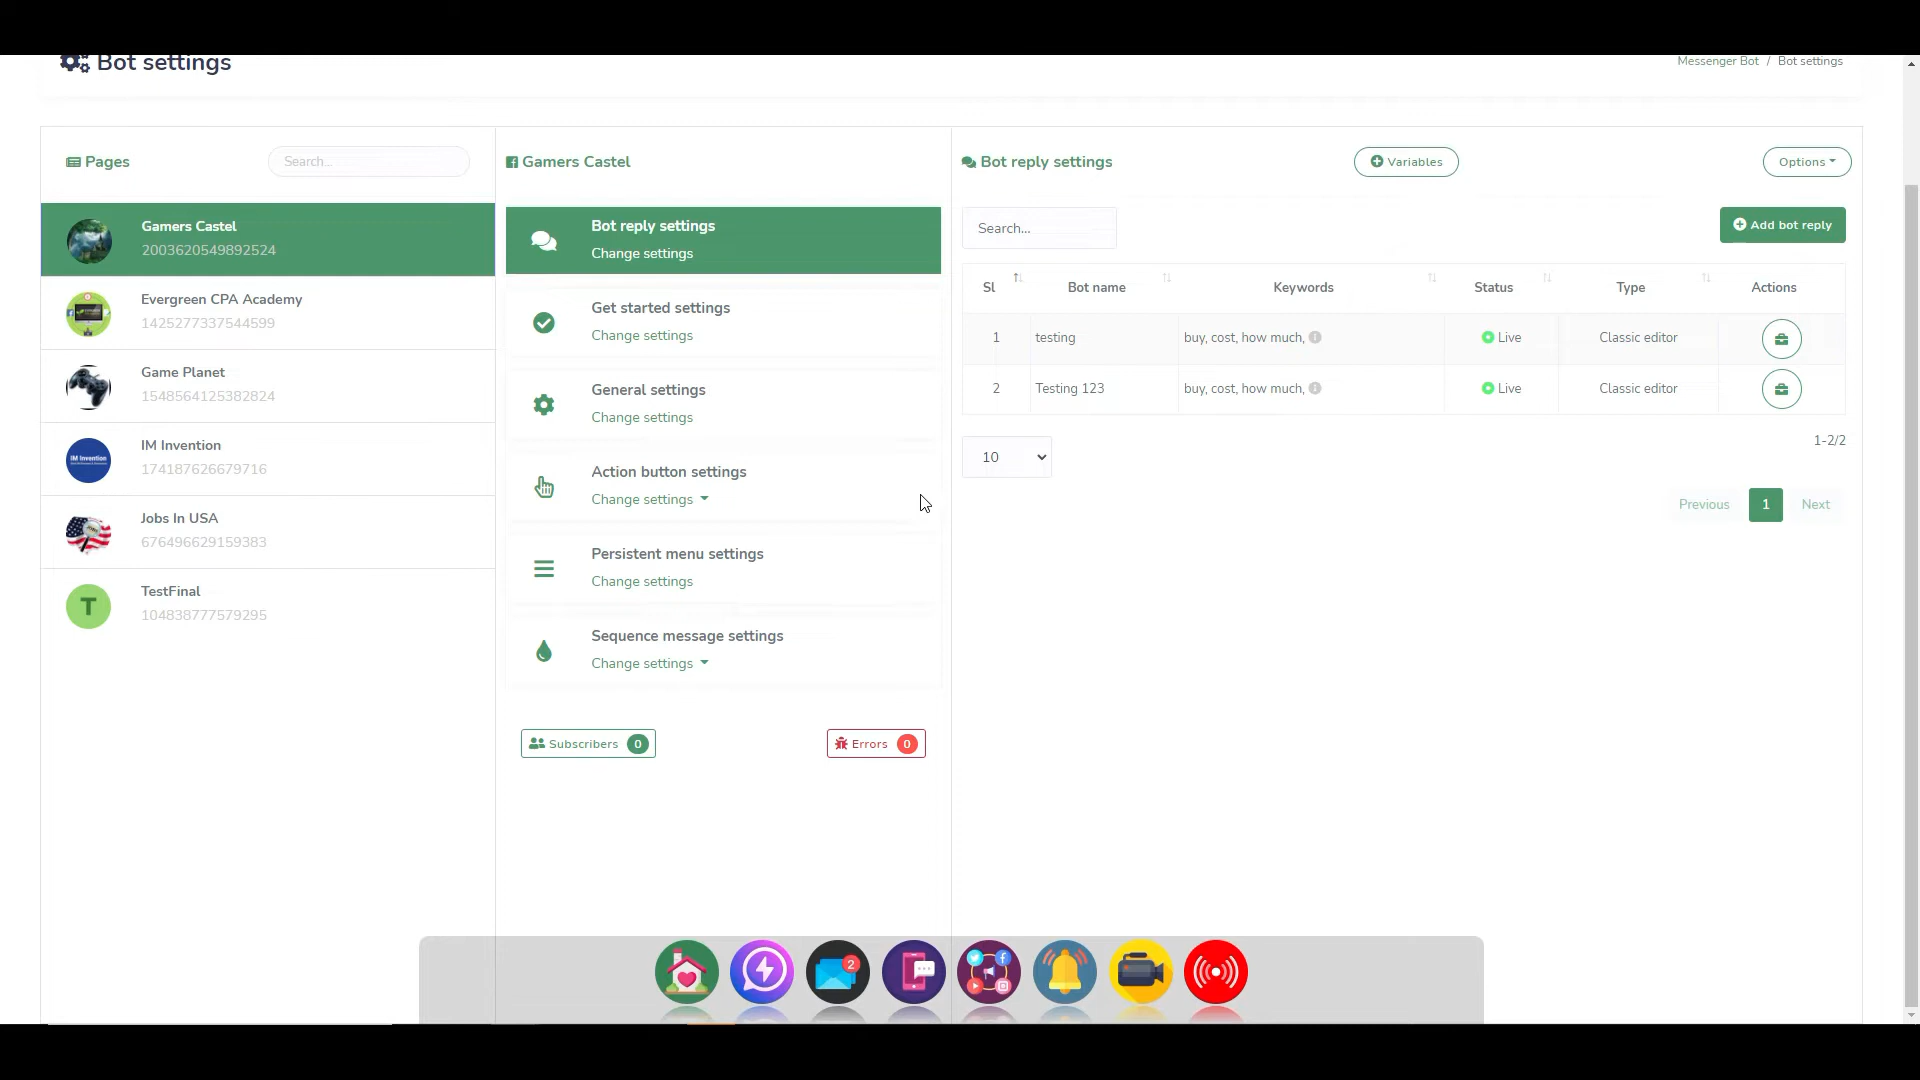 Bot settings
Messenger Bot / Bot settings
Pages
Search...
Gamers Castel
2003620549892524
Evergreen CPA Academy
1425277337544599
Game Planet
1548564125382824
IM Invention
IM Invention
174187626679716
Jobs In USA
676496629159383
T
TestFinal
104838777579295
Gamers Castel
Bot reply settings
Change settings
Get started settings
Change settings
General settings
Change settings
Action button settings
Change settings
Persistent menu settings
Change settings
Sequence message settings
Change settings
Subscribers 0
Errors 0
Bot reply settings
Variables
Options
Search...
Add bot reply
Sl Bot name Keywords Status Type Actions
1 testing buy, cost, how much, Live Classic editor
2 Testing 123 buy, cost, how much, Live Classic editor
1-2/2
10
Previous 1 Next
2